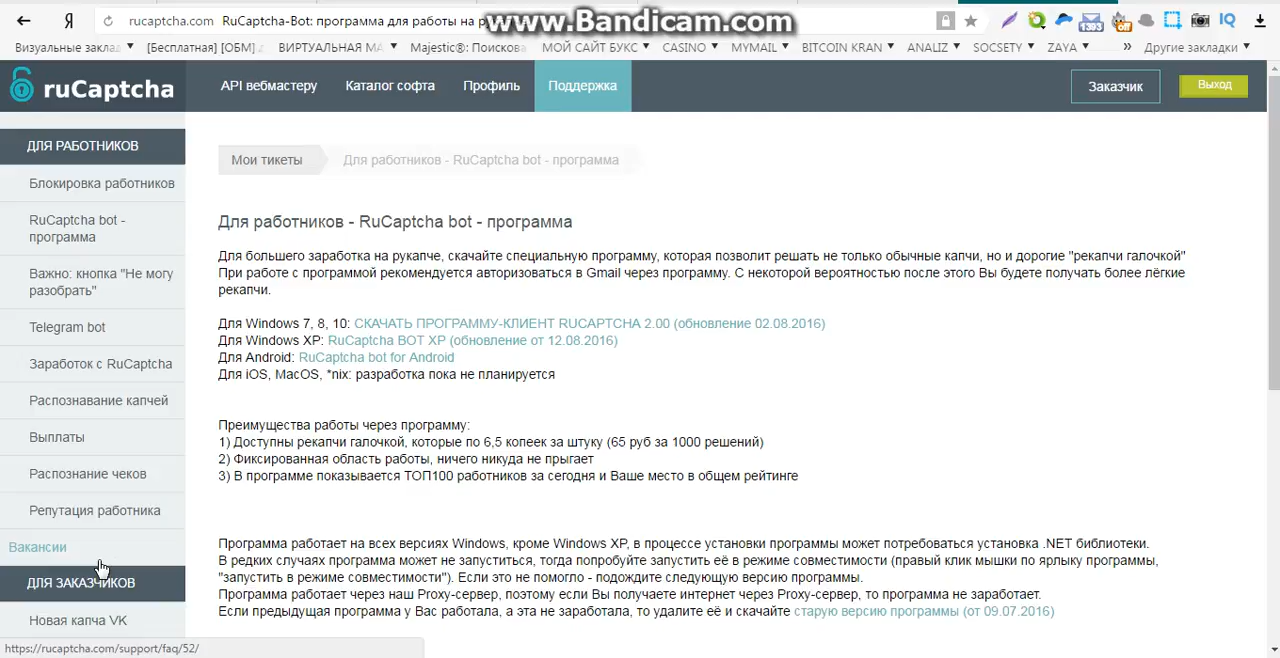 rucaptcha.com RuCaptcha-Bot: программа для работы на р
www.Bandicam.com
Визуальные заклад
[Бесплатная] [ОБМ]
ВИРТУАЛЬНАЯ МА
Majestic®: Поискова
МОЙ САЙТ БУКС
CASINO
MYMAIL
BITCOIN KRAN
ANALIZ
SOCSETY
ZAYA
» Другие закладки
1393
off
IQ
ruCaptcha
API вебмастеру
Каталог софта
Профиль
Поддержка
Заказчик
Выход
ДЛЯ РАБОТНИКОВ
Блокировка работников
RuCaptcha bot -
программа
Важно: кнопка "Не могу
разобрать"
Telegram bot
Заработок с RuCaptcha
Распознавание капчей
Выплаты
Распознание чеков
Репутация работника
Вакансии
ДЛЯ ЗАКАЗЧИКОВ
Новая капча VK
https://rucaptcha.com/support/faq/52/
Мои тикеты
Для работников - RuCaptcha bot - программа
Для работников - RuCaptcha bot - программа
Для большего заработка на рукапче, скачайте специальную программу, которая позволит решать не только обычные капчи, но и дорогие "рекапчи галочкой"
При работе с программой рекомендуется авторизоваться в Gmail через программу. С некоторой вероятностью после этого Вы будете получать более лёгкие
рекапчи.
Для Windows 7, 8, 10: СКАЧАТЬ ПРОГРАММУ-КЛИЕНТ RUCAPTCHA 2.00 (обновление 02.08.2016)
Для Windows XP: RuCaptcha BOT XP (обновление от 12.08.2016)
Для Android: RuCaptcha bot for Android
Для iOS, MacOS, *nix: разработка пока не планируется
Преимущества работы через программу:
1) Доступны рекапчи галочкой, которые по 6,5 копеек за штуку (65 руб за 1000 решений)
2) Фиксированная область работы, ничего никуда не прыгает
3) В программе показывается ТОП100 работников за сегодня и Ваше место в общем рейтинге
Программа работает на всех версиях Windows, кроме Windows XP, в процессе установки программы может потребоваться установка .NET библиотеки.
В редких случаях программа может не запуститься, тогда попробуйте запустить её в режиме совместимости (правый клик мышки по ярлыку программы,
"запустить в режиме совместимости"). Если это не помогло - подождите следующую версию программы.
Программа работает через наш Proxy-сервер, поэтому если Вы получаете интернет через Proxy-сервер, то программа не заработает.
Если предыдущая программа у Вас работала, а эта не заработала, то удалите её и скачайте старую версию программы (от 09.07.2016)